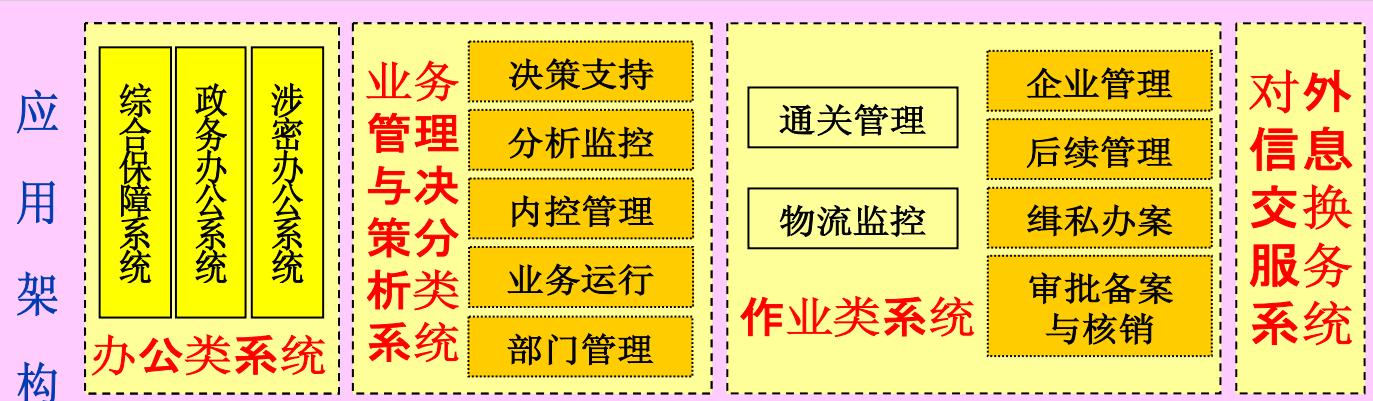 应用架构
综合保障系统
政务办公系统
涉密办公系统
办公类系统
业务
管理
与决
策分
析类
系统
决策支持
分析监控
内控管理
业务运行
部门管理
通关管理
物流监控
作业类系统
企业管理
后续管理
缉私办案
审批备案
与核销
对外
信息
交换
服务
系统